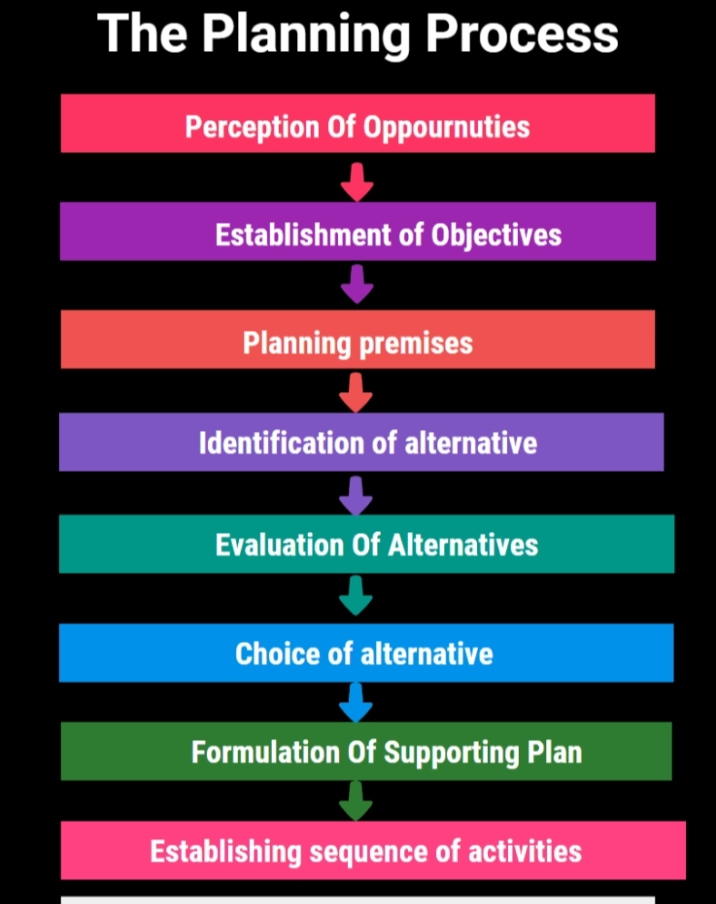 The Planning Process
Perception Of Oppournuties
Establishment of Objectives
Planning premises
Identification of alternative
Evaluation Of Alternatives
Choice of alternative
Formulation Of Supporting Plan
Establishing sequence of activities